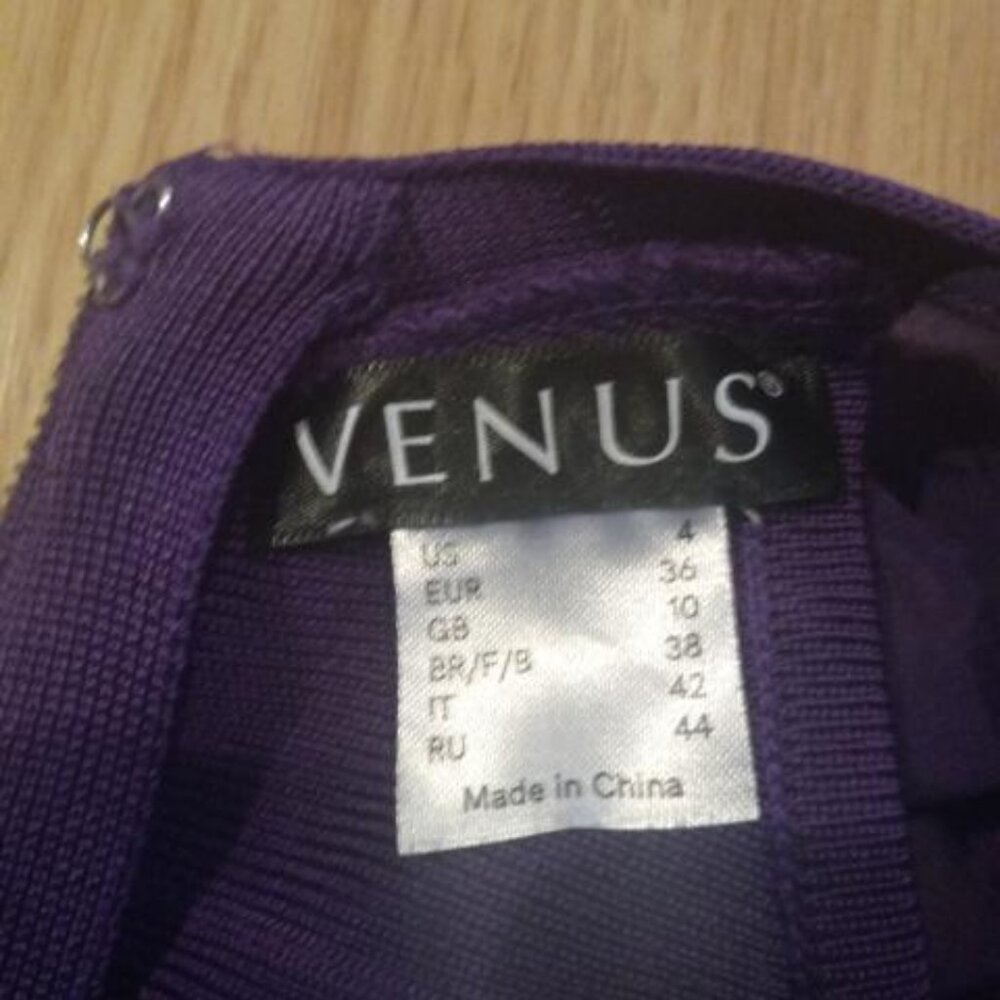 VENUS®
US 4
EUR 36
GB 10
BR/F/B 38
IT 42
RU 44
Made in China